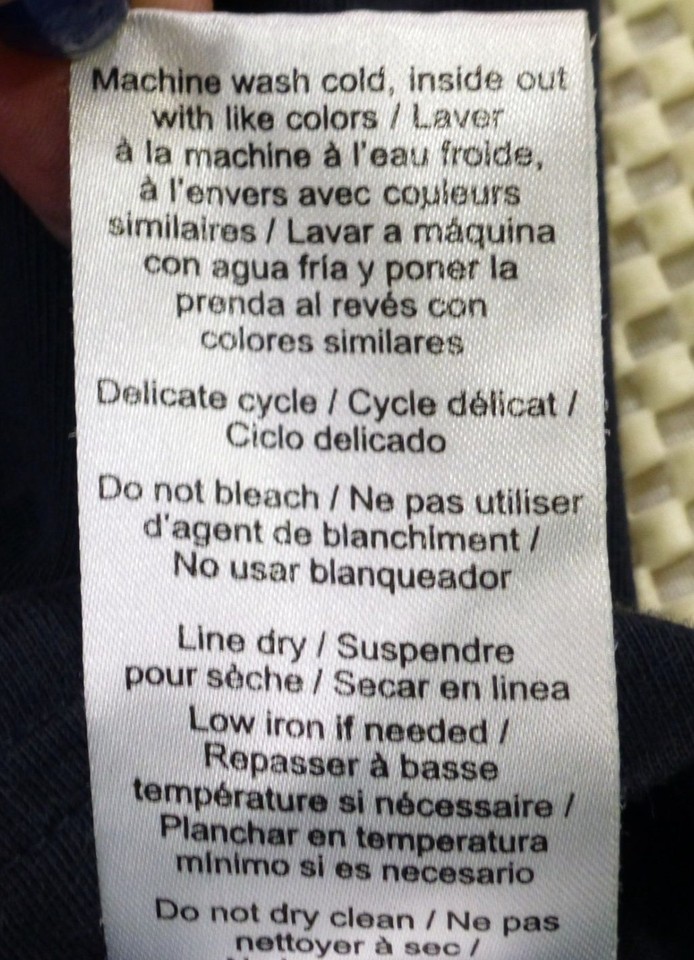 Machine wash cold, inside out
with like colors / Laver
à la machine à l'eau froide,
à l'envers avec couleurs
similaires / Lavar a máquina
con agua fría y poner la
prenda al revés con
colores similares
Delicate cycle / Cycle délicat /
Ciclo delicado
Do not bleach / Ne pas utiliser
d'agent de blanchiment /
No usar blanqueador
Line dry / Suspendre
pour sèche / Secar en linea
Low iron if needed /
Repasser à basse
température si nécessaire /
Planchar en temperatura
mínimo si es necesario
Do not dry clean / Ne pas
nettoyer à sec /